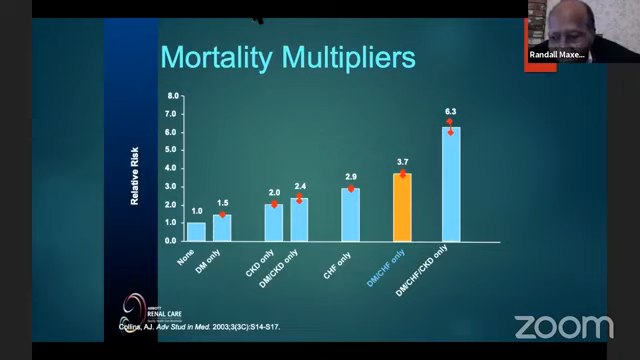 Randall Maxe...
Mortality Multipliers
Relative Risk
8.0
7.0
6.0
5.0
4.0
3.0
2.0
1.0
0.0
1.0
1.5
2.0
2.4
2.9
3.7
6.3
None
DM only
CKD only
DM/CKD only
CHF only
DM/CHF only
DM/CHF/CKD only
RENAL CARE
Collins, AJ. Adv Stud in Med. 2003;3(3C):S14-S17.
zoom